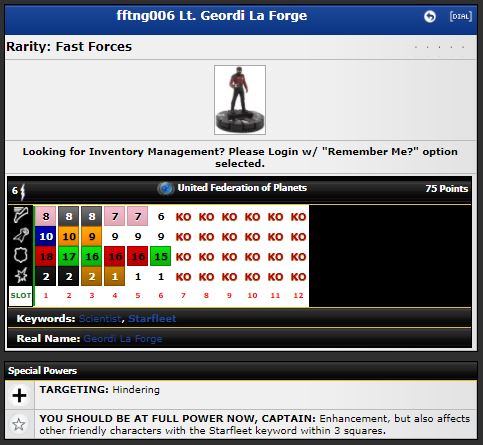 fftng006 Lt. Geordi La Forge
[DIAL]
Rarity: Fast Forces
Looking for Inventory Management? Please Login w/ "Remember Me?" option
selected.
6 United Federation of Planets 75 Points
8 8 8 7 7 6 KO KO KO KO KO KO
10 10 9 9 9 9 KO KO KO KO KO KO
18 17 16 16 16 15 KO KO KO KO KO KO
2 2 2 1 1 1 KO KO KO KO KO KO
SLOT 1 2 3 4 5 6 7 8 9 10 11 12
Keywords: Scientist, Starfleet
Real Name: Geordi La Forge
Special Powers
TARGETING: Hindering
YOU SHOULD BE AT FULL POWER NOW, CAPTAIN: Enhancement, but also affects
other friendly characters with the Starfleet keyword within 3 squares.